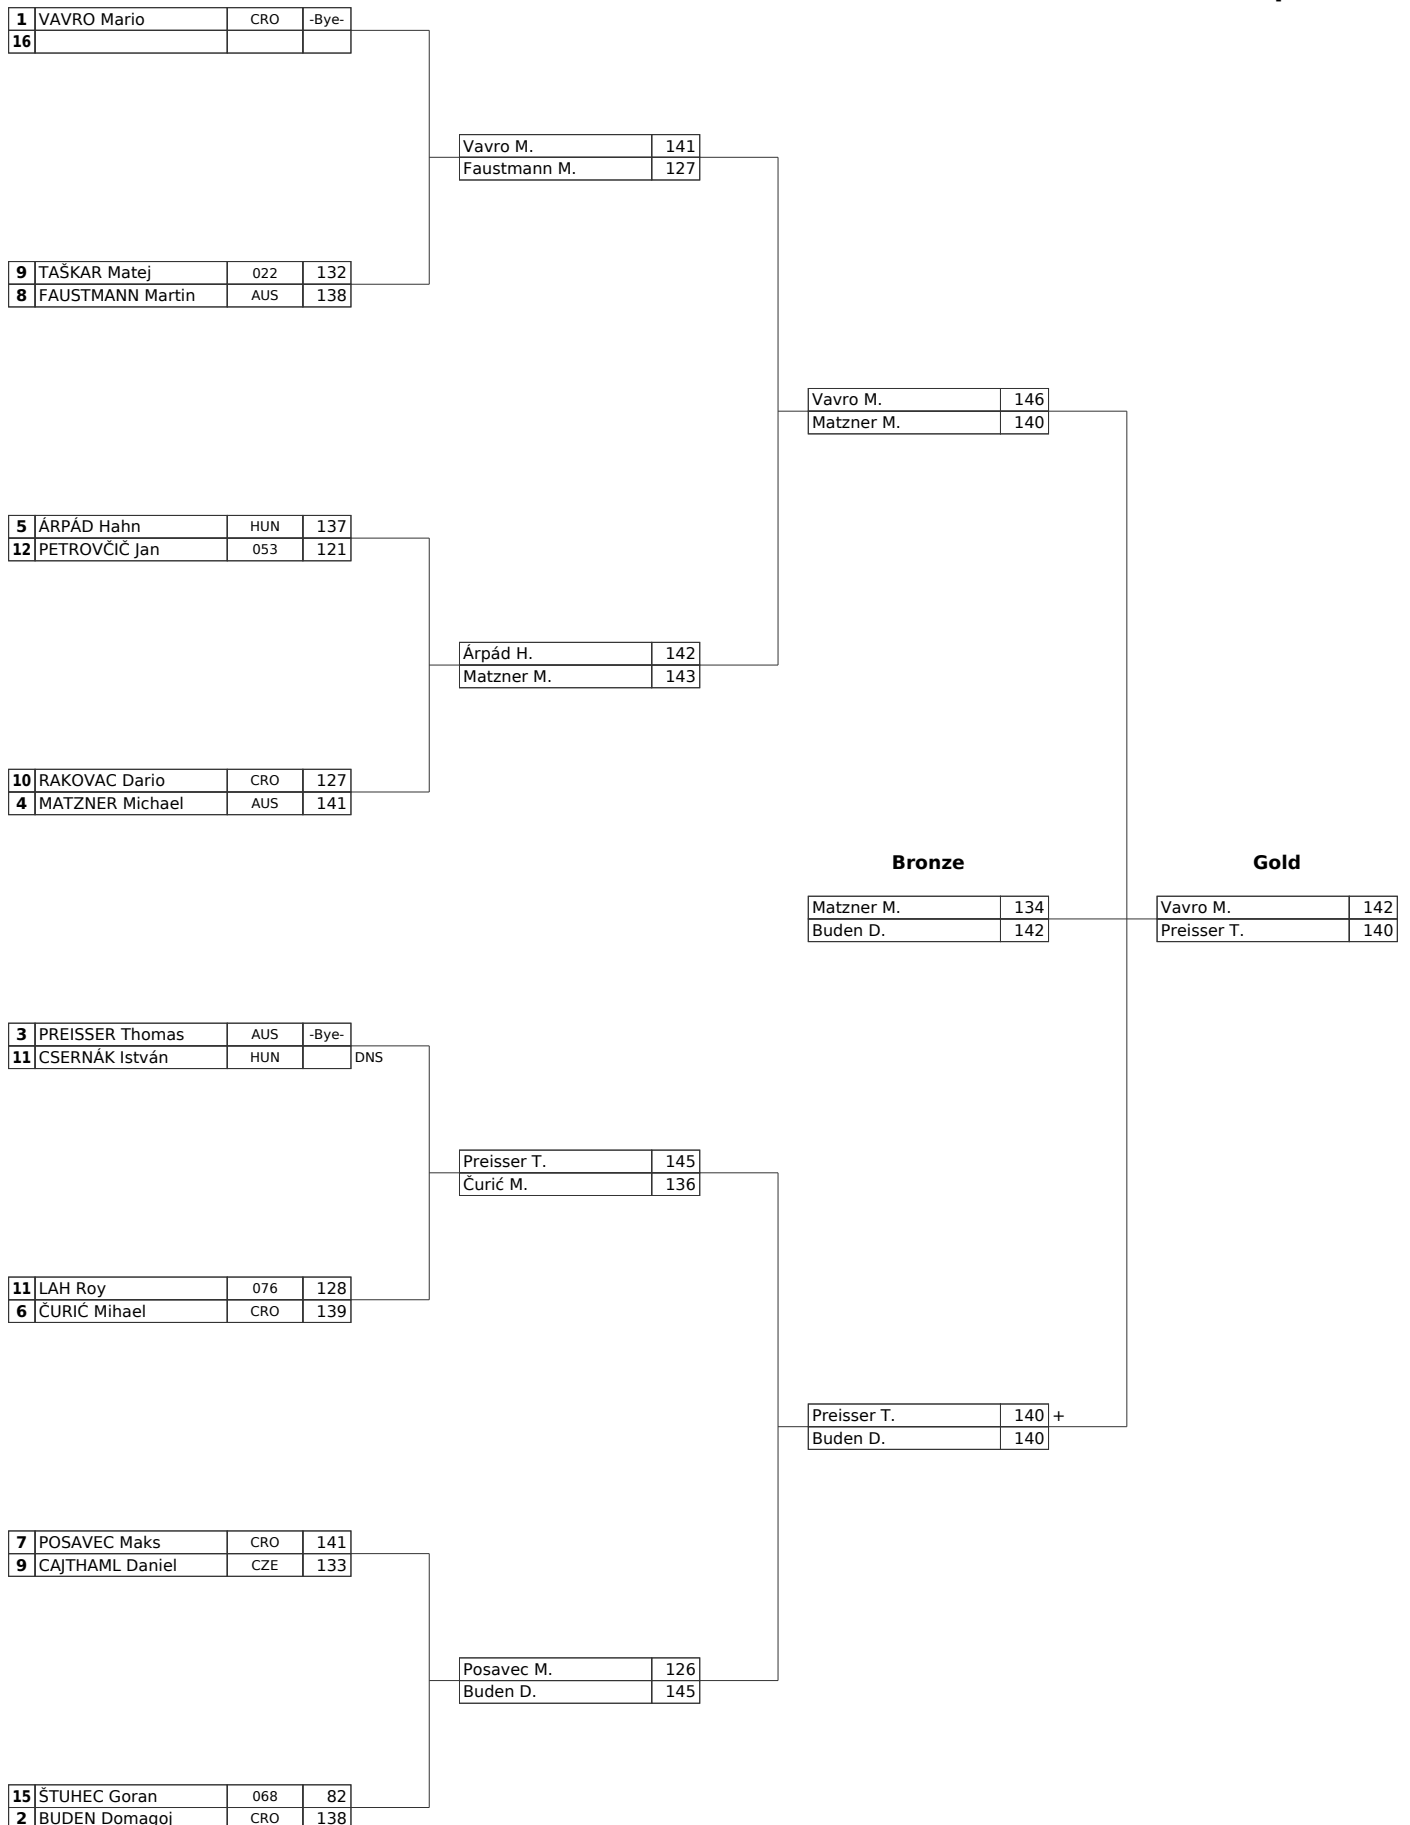 1 VAVRO Mario CRO -Bye-
16
Vavro M. 141
Faustmann M. 127
9 TAŠKAR Matej 022 132
8 FAUSTMANN Martin AUS 138
Vavro M. 146
Matzner M. 140
5 ÁRPÁD Hahn HUN 137
12 PETROVČIČ Jan 053 121
Árpád H. 142
Matzner M. 143
10 RAKOVAC Dario CRO 127
4 MATZNER Michael AUS 141
Bronze Gold
Matzner M. 134 Vavro M. 142
Buden D. 142 Preisser T. 140
3 PREISSER Thomas AUS -Bye-
11 CSERNÁK István HUN DNS
Preisser T. 145
Čurić M. 136
11 LAH Roy 076 128
6 ČURIĆ Mihael CRO 139
Preisser T. 140 +
Buden D. 140
7 POSAVEC Maks CRO 141
9 CAJTHAML Daniel CZE 133
Posavec M. 126
Buden D. 145
15 ŠTUHEC Goran 068 82
2 BUDEN Domagoj CRO 138